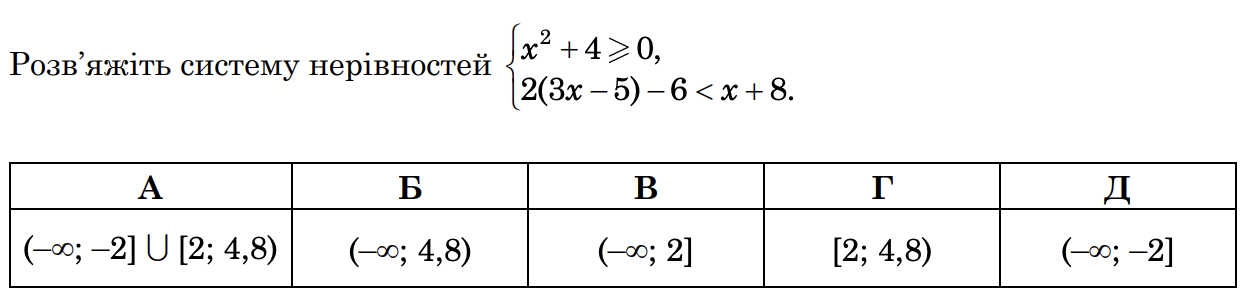 Розв’яжіть систему нерівностей { x² + 4 ⩾ 0,
2(3x – 5) – 6 < x + 8.
А Б В Г Д
(–∞; –2] ∪ [2; 4,8) (–∞; 4,8) (–∞; 2] [2; 4,8) (–∞; –2]